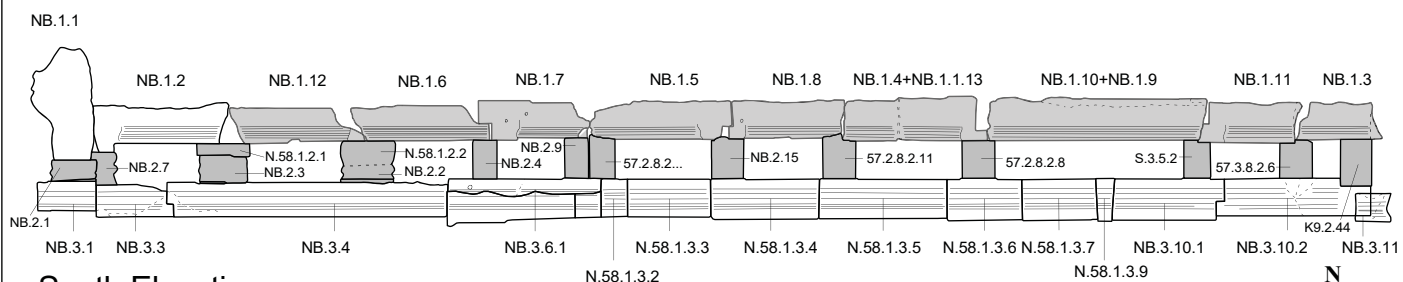 NB.1.1
NB.1.2 NB.1.12 NB.1.6 NB.1.7 NB.1.5 NB.1.8 NB.1.4+NB.1.1.13 NB.1.10+NB.1.9 NB.1.11 NB.1.3
NB.2.7 N.58.1.2.1 N.58.1.2.2 NB.2.9 57.2.8.2... NB.2.15 57.2.8.2.11 57.2.8.2.8 S.3.5.2 57.3.8.2.6
NB.2.3 NB.2.2 NB.2.4
NB.2.1 K9.2.44
NB.3.1 NB.3.3 NB.3.4 NB.3.6.1 N.58.1.3.3 N.58.1.3.4 N.58.1.3.5 N.58.1.3.6 N.58.1.3.7 NB.3.10.1 NB.3.10.2 NB.3.11
N.58.1.3.2 N.58.1.3.9 N